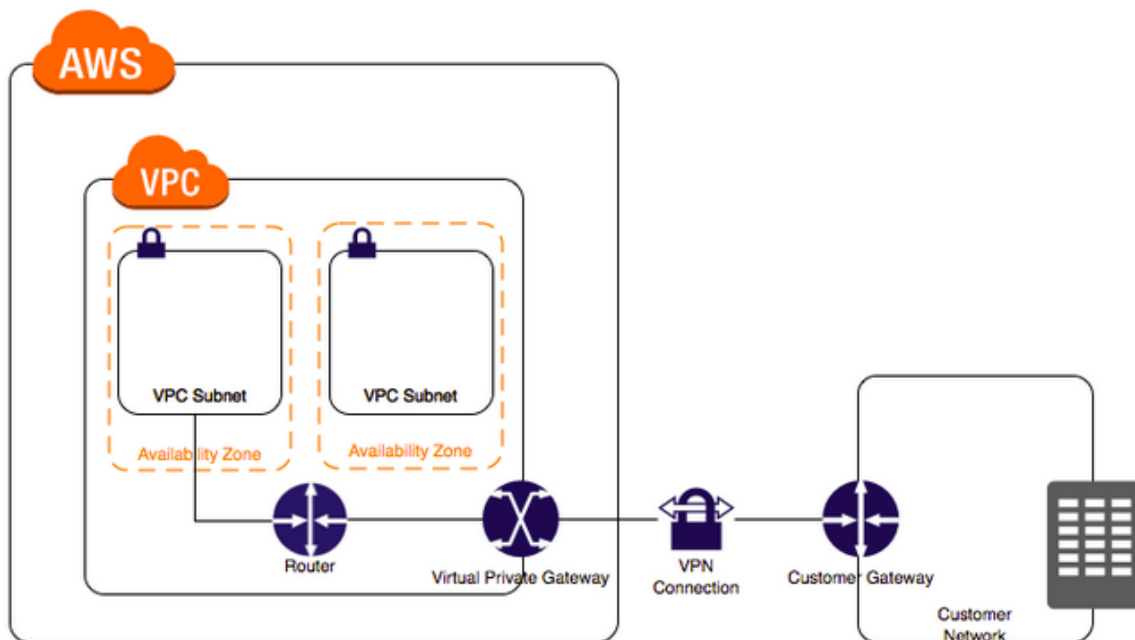 AWS
VPC
VPC Subnet
VPC Subnet
Availability Zone
Availability Zone
Router
Virtual Private Gateway
VPN
Connection
Customer Gateway
Customer
Network